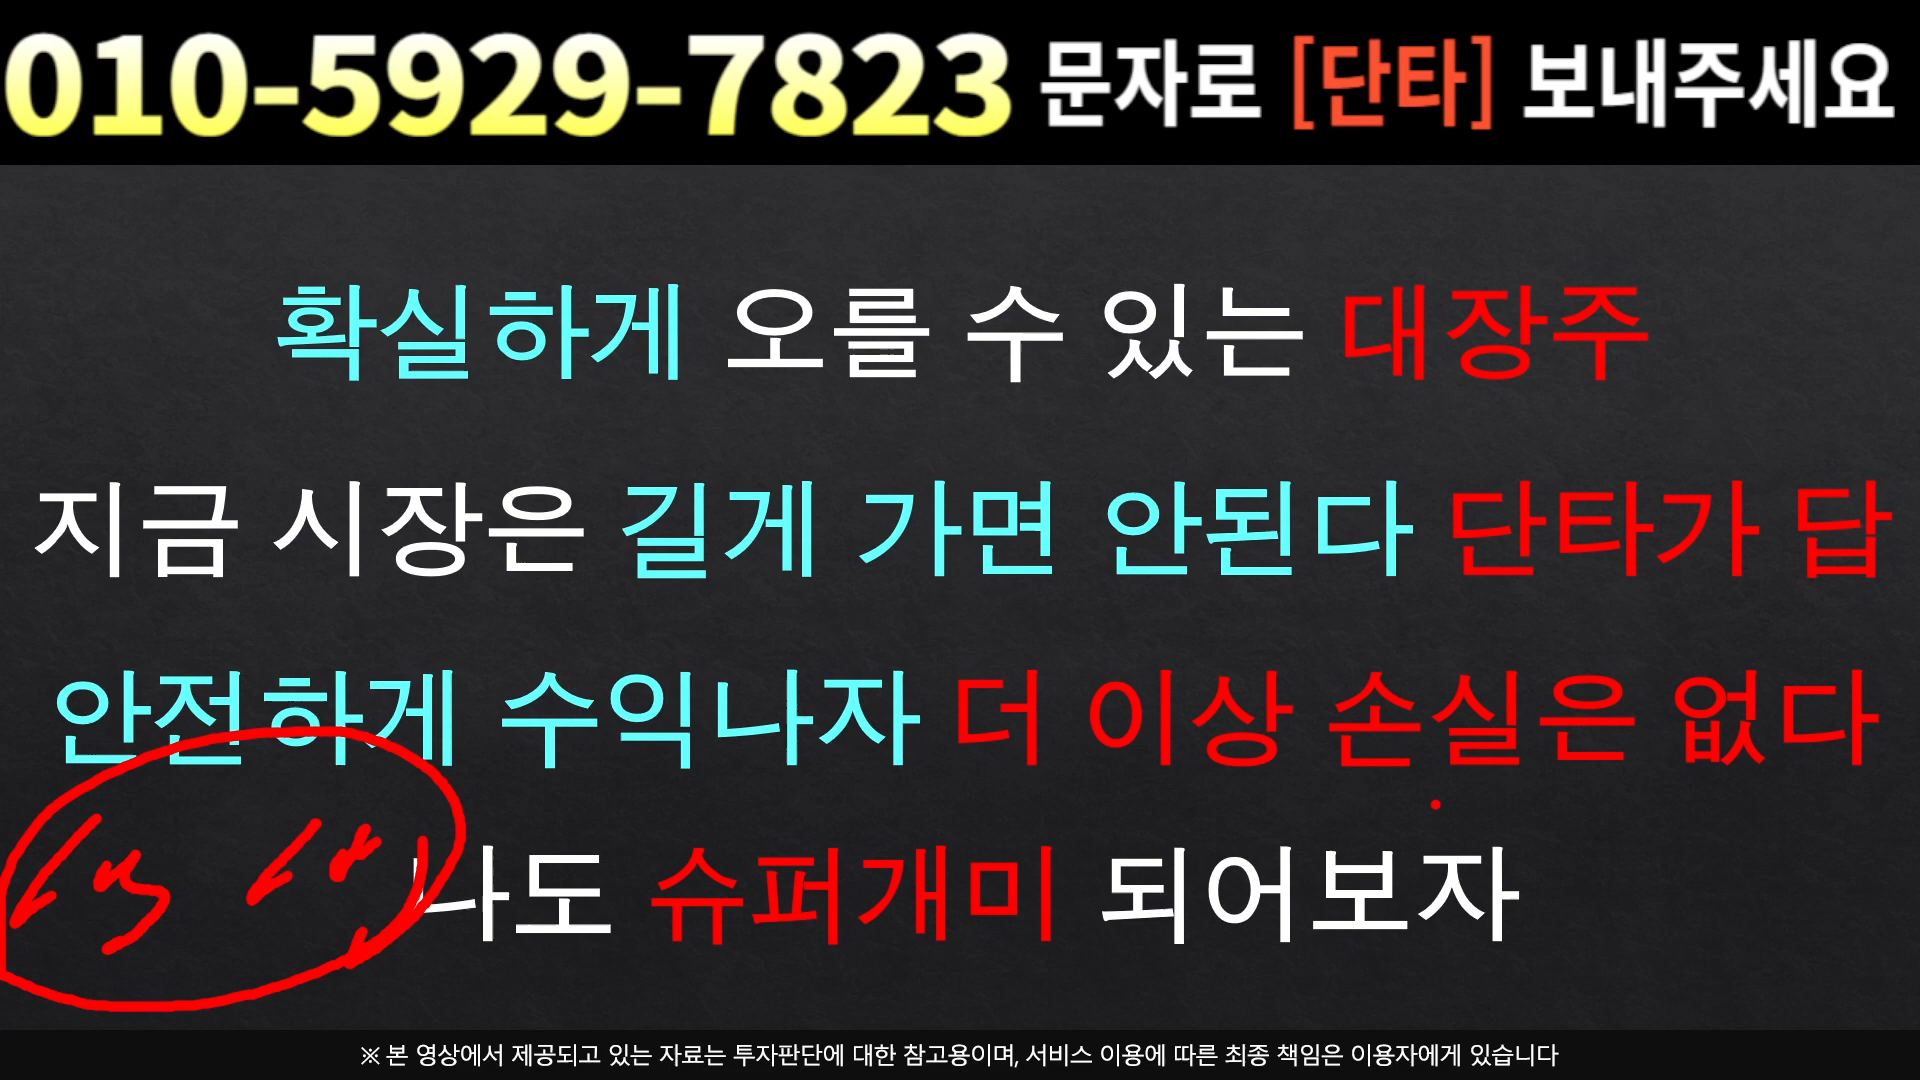 010-5929-7823 문자로 [단타] 보내주세요
확실하게 오를 수 있는 대장주
지금 시장은 길게 가면 안된다 단타가 답
안전하게 수익나자 더 이상 손실은 없다
나도 슈퍼개미 되어보자
※ 본 영상에서 제공되고 있는 자료는 투자판단에 대한 참고용이며, 서비스 이용에 따른 최종 책임은 이용자에게 있습니다